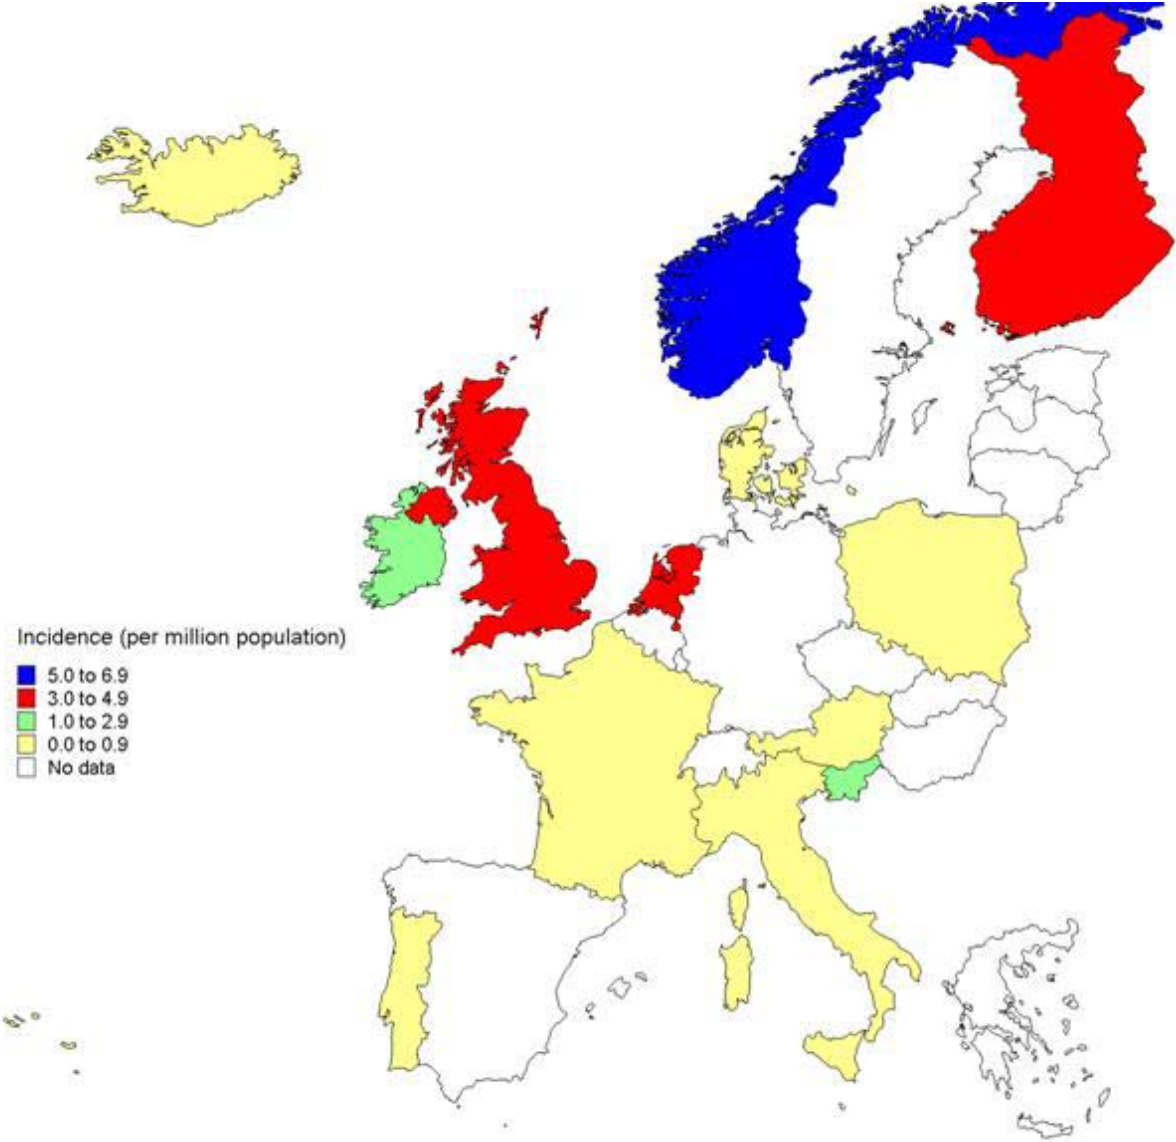 Incidence (per million population)
5.0 to 6.9
3.0 to 4.9
1.0 to 2.9
0.0 to 0.9
No data